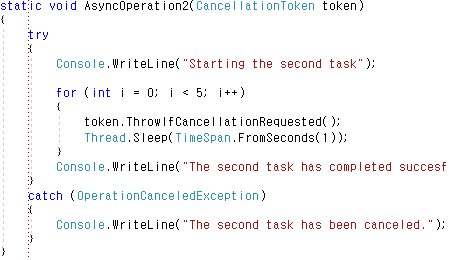 static void AsyncOperation2(CancellationToken token)
{
try
{
Console.WriteLine("Starting the second task");
for (int i = 0; i < 5; i++)
{
token.ThrowIfCancellationRequested();
Thread.Sleep(TimeSpan.FromSeconds(1));
}
Console.WriteLine("The second task has completed succesf
}
catch (OperationCanceledException)
{
Console.WriteLine("The second task has been canceled.");
}
}